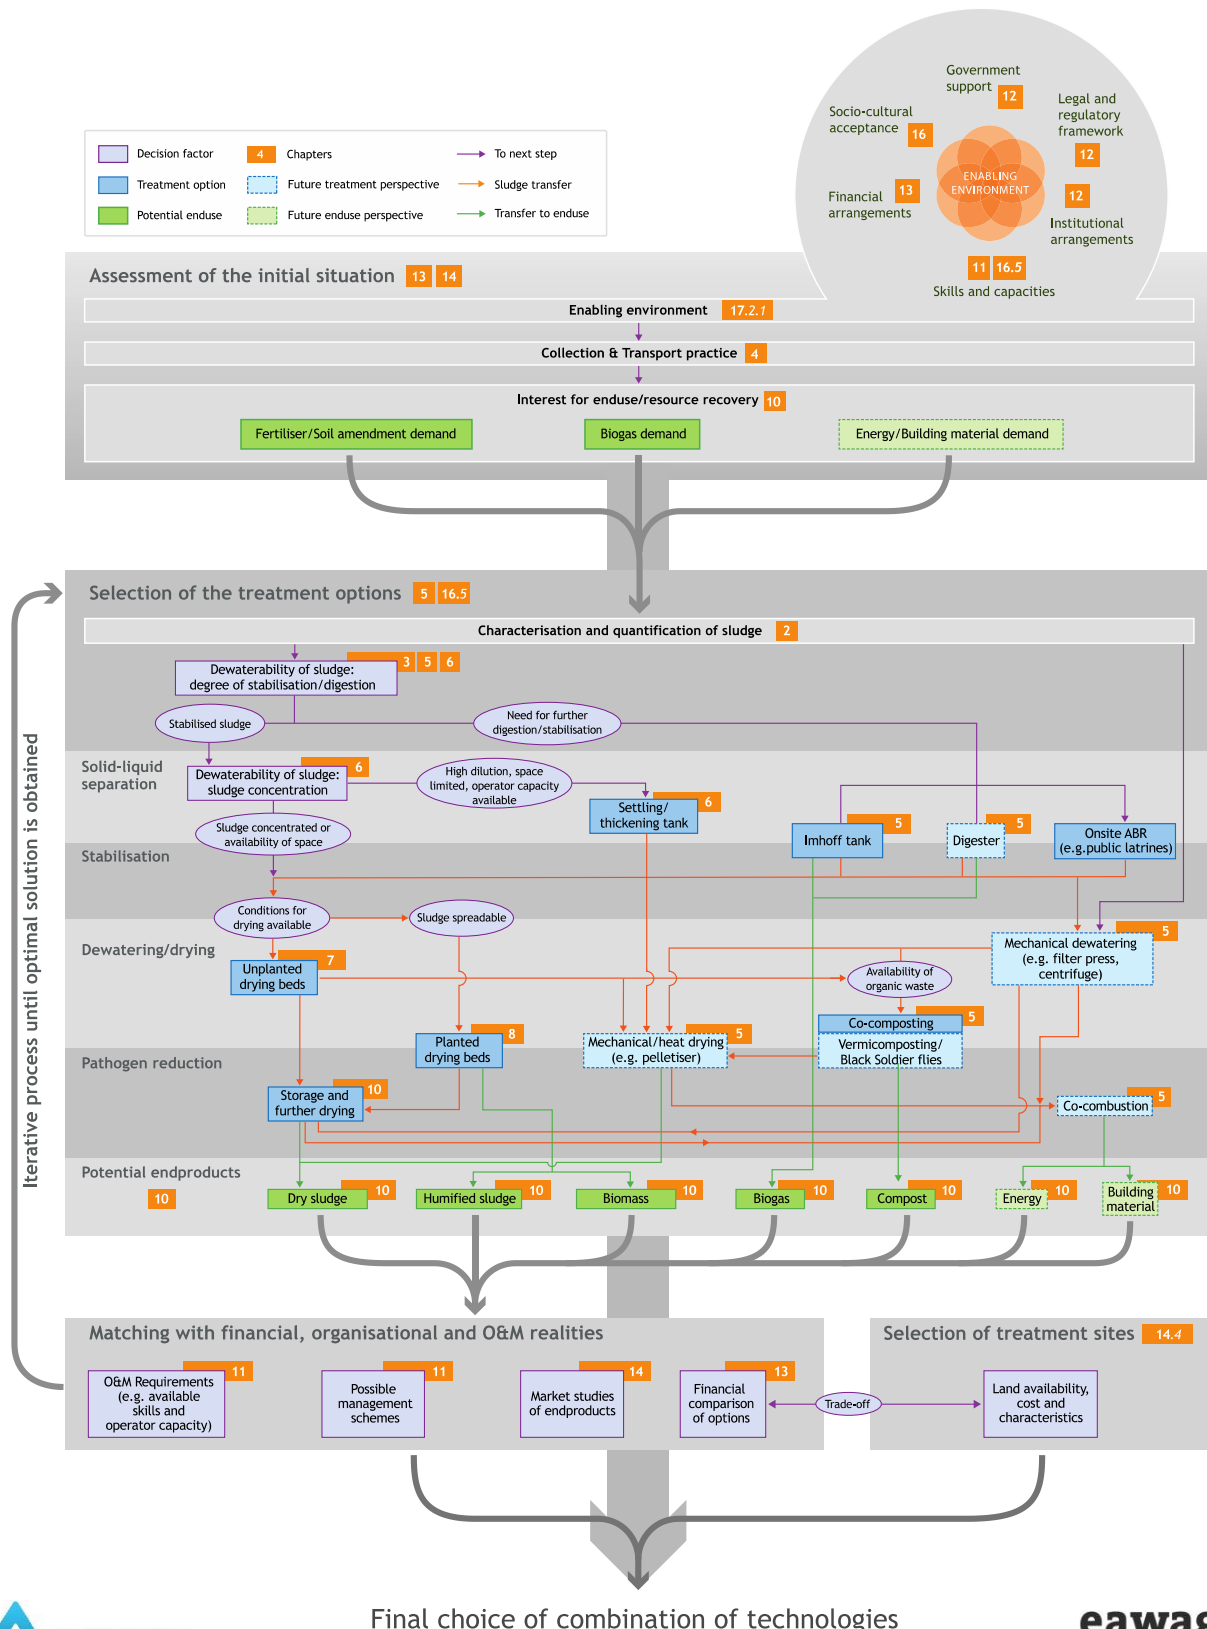 Government
support 12
Socio-cultural
acceptance 16
Legal and
regulatory
framework
12
ENABLING
ENVIRONMENT
Financial
arrangements
13
12
Institutional
arrangements
11 16.5
Skills and capacities
Decision factor
4 Chapters
To next step
Treatment option
Future treatment perspective
Sludge transfer
Potential enduse
Future enduse perspective
Transfer to enduse
Assessment of the initial situation 13 14
Enabling environment 17.2.1
Collection & Transport practice 4
Interest for enduse/resource recovery 10
Fertiliser/Soil amendment demand
Biogas demand
Energy/Building material demand
Iterative process until optimal solution is obtained
Selection of the treatment options 5 16.5
Characterisation and quantification of sludge 2
3 5 6
Dewaterability of sludge:
degree of stabilisation/digestion
Stabilised sludge
Need for further
digestion/stabilisation
Solid-liquid
separation
6
Dewaterability of sludge:
sludge concentration
High dilution, space
limited, operator capacity
available
6
Settling/
thickening tank
Sludge concentrated or
availability of space
5
Imhoff tank
5
Digester
5
Onsite ABR
(e.g.public latrines)
Stabilisation
Conditions for
drying available
Sludge spreadable
Dewatering/drying
7
Unplanted
drying beds
Availability of
organic waste
5
Mechanical dewatering
(e.g. filter press,
centrifuge)
8
Planted
drying beds
5
Mechanical/heat drying
(e.g. pelletiser)
5
Co-composting
Vermicomposting/
Black Soldier flies
Pathogen reduction
10
Storage and
further drying
5
Co-combustion
Potential endproducts
10
10
Dry sludge
10
Humified sludge
10
Biomass
10
Biogas
10
Compost
10
Energy
10
Building
material
Matching with financial, organisational and O&M realities
11
O&M Requirements
(e.g. available
skills and
operator capacity)
11
Possible
management
schemes
14
Market studies
of endproducts
13
Financial
comparison
of options
Trade-off
Selection of treatment sites 14.4
Land availability,
cost and
characteristics
Final choice of combination of technologies
eawag